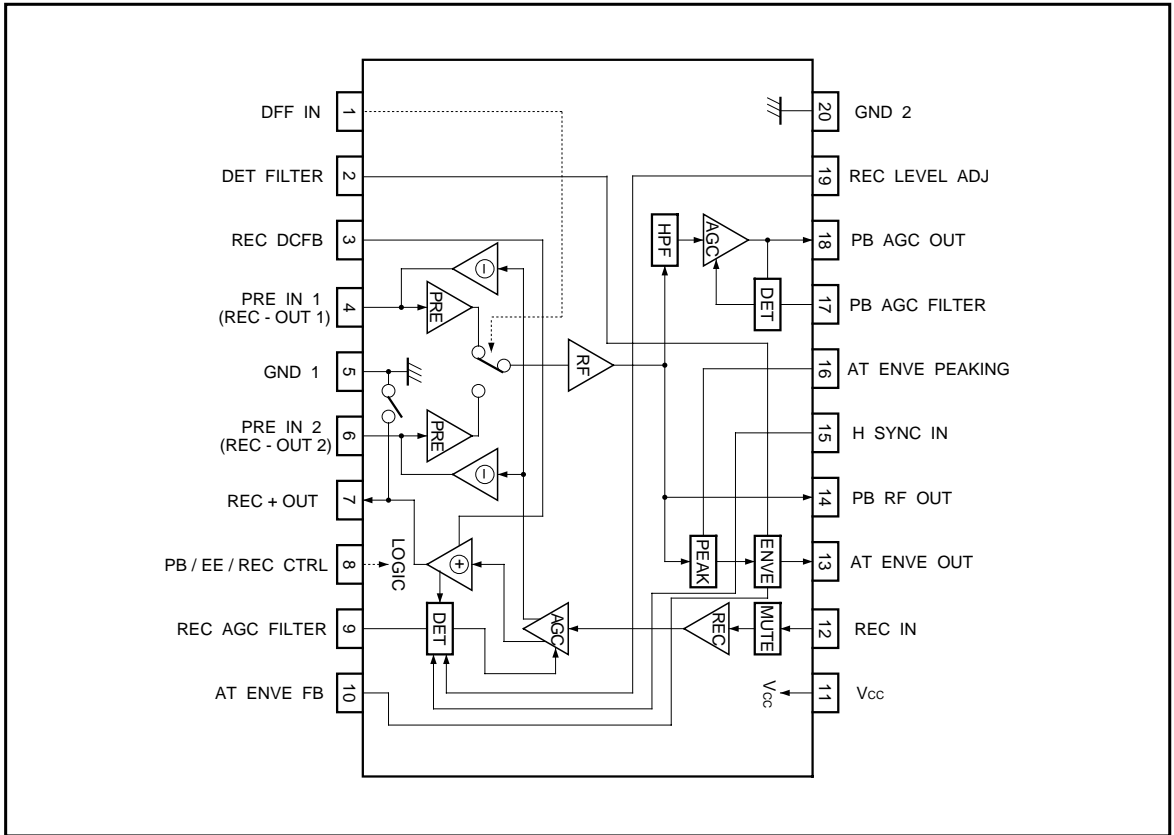 DFF IN
1
DET FILTER
2
REC DCFB
3
PRE IN 1
(REC - OUT 1)
4
GND 1
5
PRE IN 2
(REC - OUT 2)
6
REC + OUT
7
PB / EE / REC CTRL
8
REC AGC FILTER
9
AT ENVE FB
10
−
PRE
PRE
−
RF
LOGIC
+
DET
AGC
REC
MUTE
HPF
AGC
DET
PEAK
ENVE
Vcc
20
GND 2
19
REC LEVEL ADJ
18
PB AGC OUT
17
PB AGC FILTER
16
AT ENVE PEAKING
15
H SYNC IN
14
PB RF OUT
13
AT ENVE OUT
12
REC IN
11
Vcc